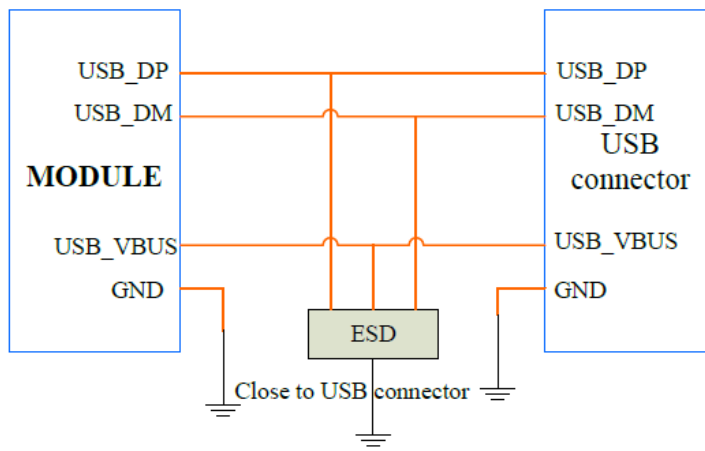 USB_DP
USB_DM
MODULE
USB_VBUS
GND
USB_DP
USB_DM
USB
connector
USB_VBUS
GND
ESD
Close to USB connector